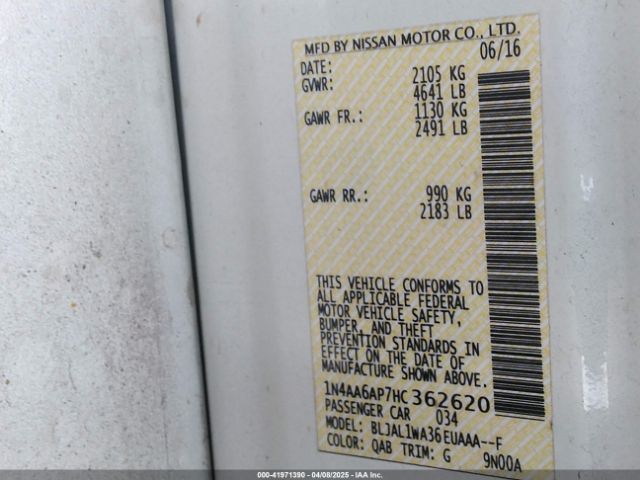 MFD BY NISSAN MOTOR CO., LTD.
DATE: 06/16
GVWR: 2105 KG
4641 LB
GAWR FR.: 1130 KG
2491 LB
GAWR RR.: 990 KG
2183 LB
THIS VEHICLE CONFORMS TO
ALL APPLICABLE FEDERAL
MOTOR VEHICLE SAFETY,
BUMPER, AND THEFT
PREVENTION STANDARDS IN
EFFECT ON THE DATE OF
MANUFACTURE SHOWN ABOVE.
1N4AA6AP7HC362620
PASSENGER CAR 034
MODEL: BLJAL1WA36EUAAA--F
COLOR: QAB TRIM: G 9N00A
000-41971390 - 04/08/2025 - IAAI.COM